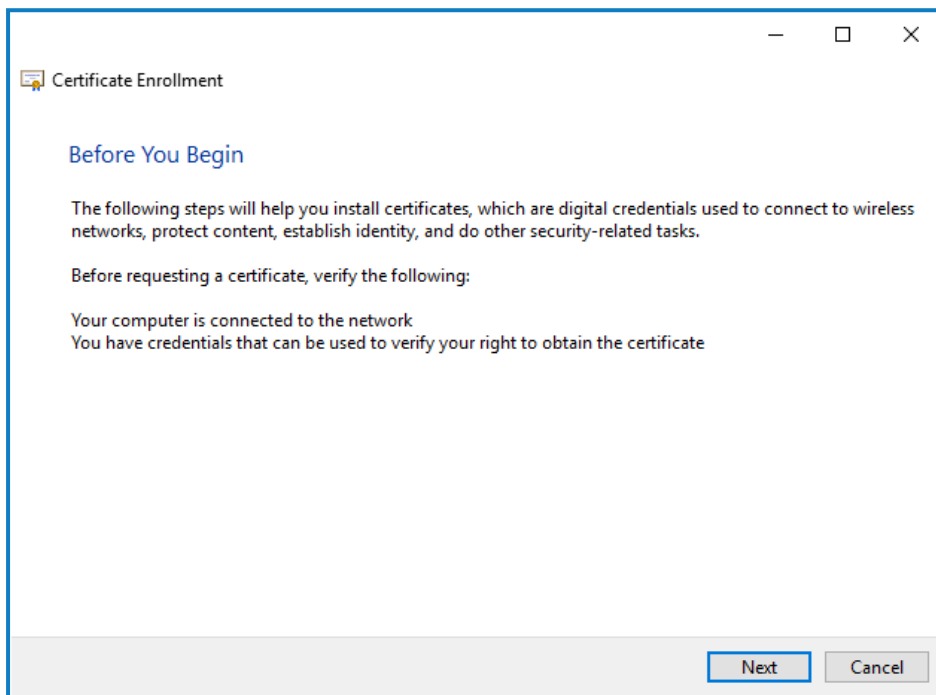 Certificate Enrollment
Before You Begin
The following steps will help you install certificates, which are digital credentials used to connect to wireless
networks, protect content, establish identity, and do other security-related tasks.
Before requesting a certificate, verify the following:
Your computer is connected to the network
You have credentials that can be used to verify your right to obtain the certificate
Next Cancel